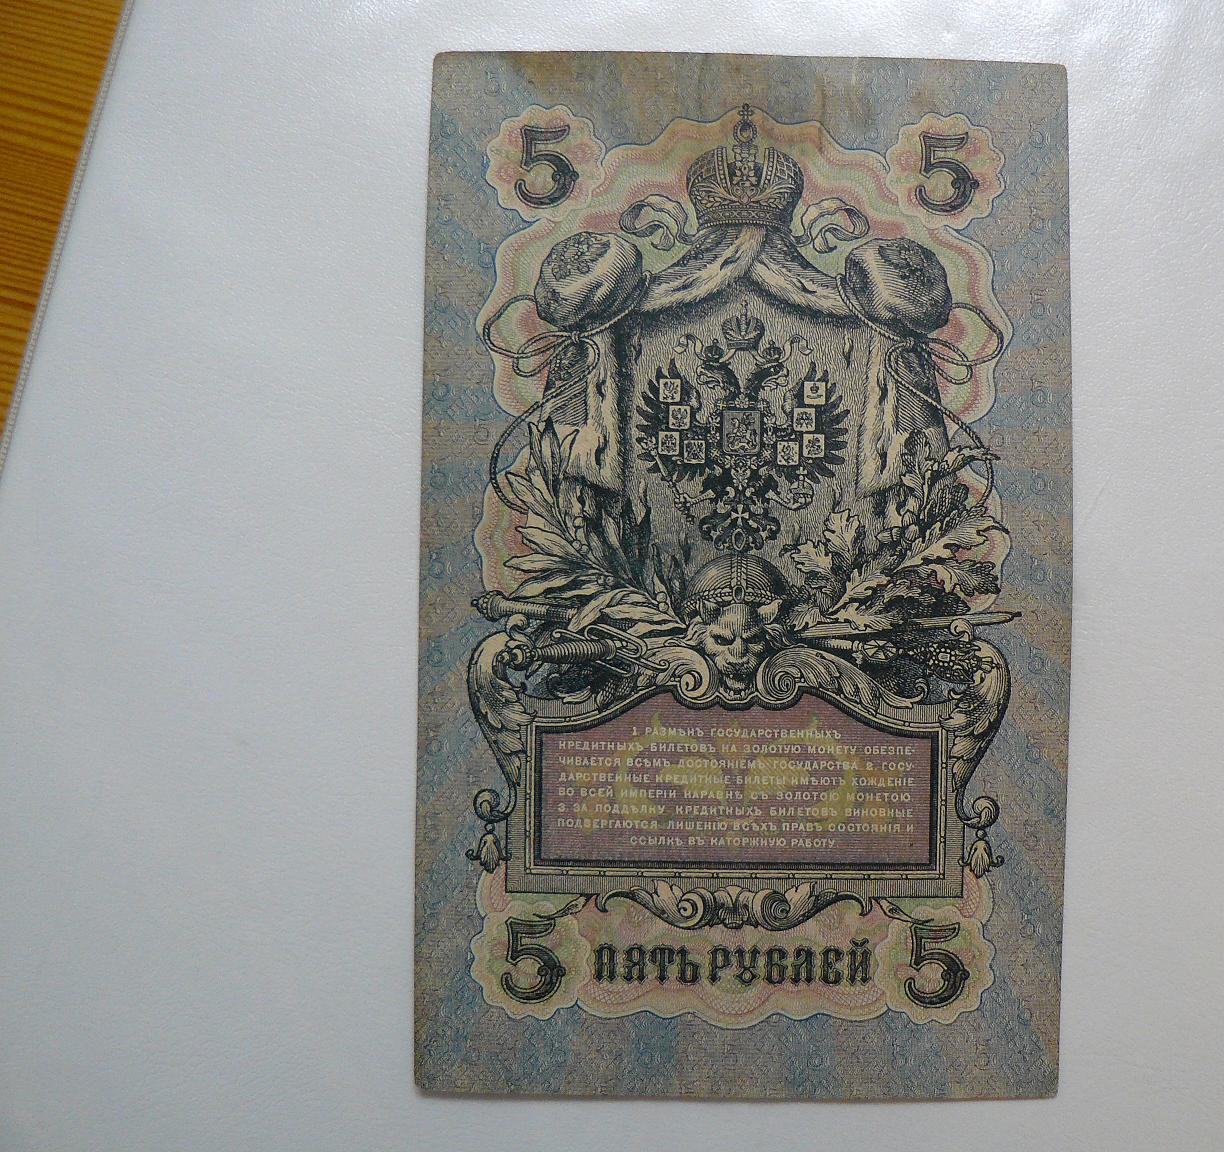 5 5
1. РАЗМѢНЪ ГОСУДАРСТВЕННЫХЪ
КРЕДИТНЫХЪ БИЛЕТОВЪ НА ЗОЛОТУЮ МОНЕТУ ОБЕЗПЕ-
ЧИВАЕТСЯ ВСѢМЪ ДОСТОЯНІЕМЪ ГОСУДАРСТВА 2. ГОСУ-
ДАРСТВЕННЫЕ КРЕДИТНЫЕ БИЛЕТЫ ИМѢЮТЪ ХОЖДЕНІЕ
ВО ВСЕЙ ИМПЕРІИ НАРАВНѢ СЪ ЗОЛОТОЮ МОНЕТОЮ
3. ЗА ПОДДѢЛКУ КРЕДИТНЫХЪ БИЛЕТОВЪ ВИНОВНЫЕ
ПОДВЕРГАЮТСЯ ЛИШЕНІЮ ВСѢХЪ ПРАВЪ СОСТОЯНІЯ И
ССЫЛКѢ ВЪ КАТОРЖНУЮ РАБОТУ
5 ПЯТЬ РУБЛЕЙ 5